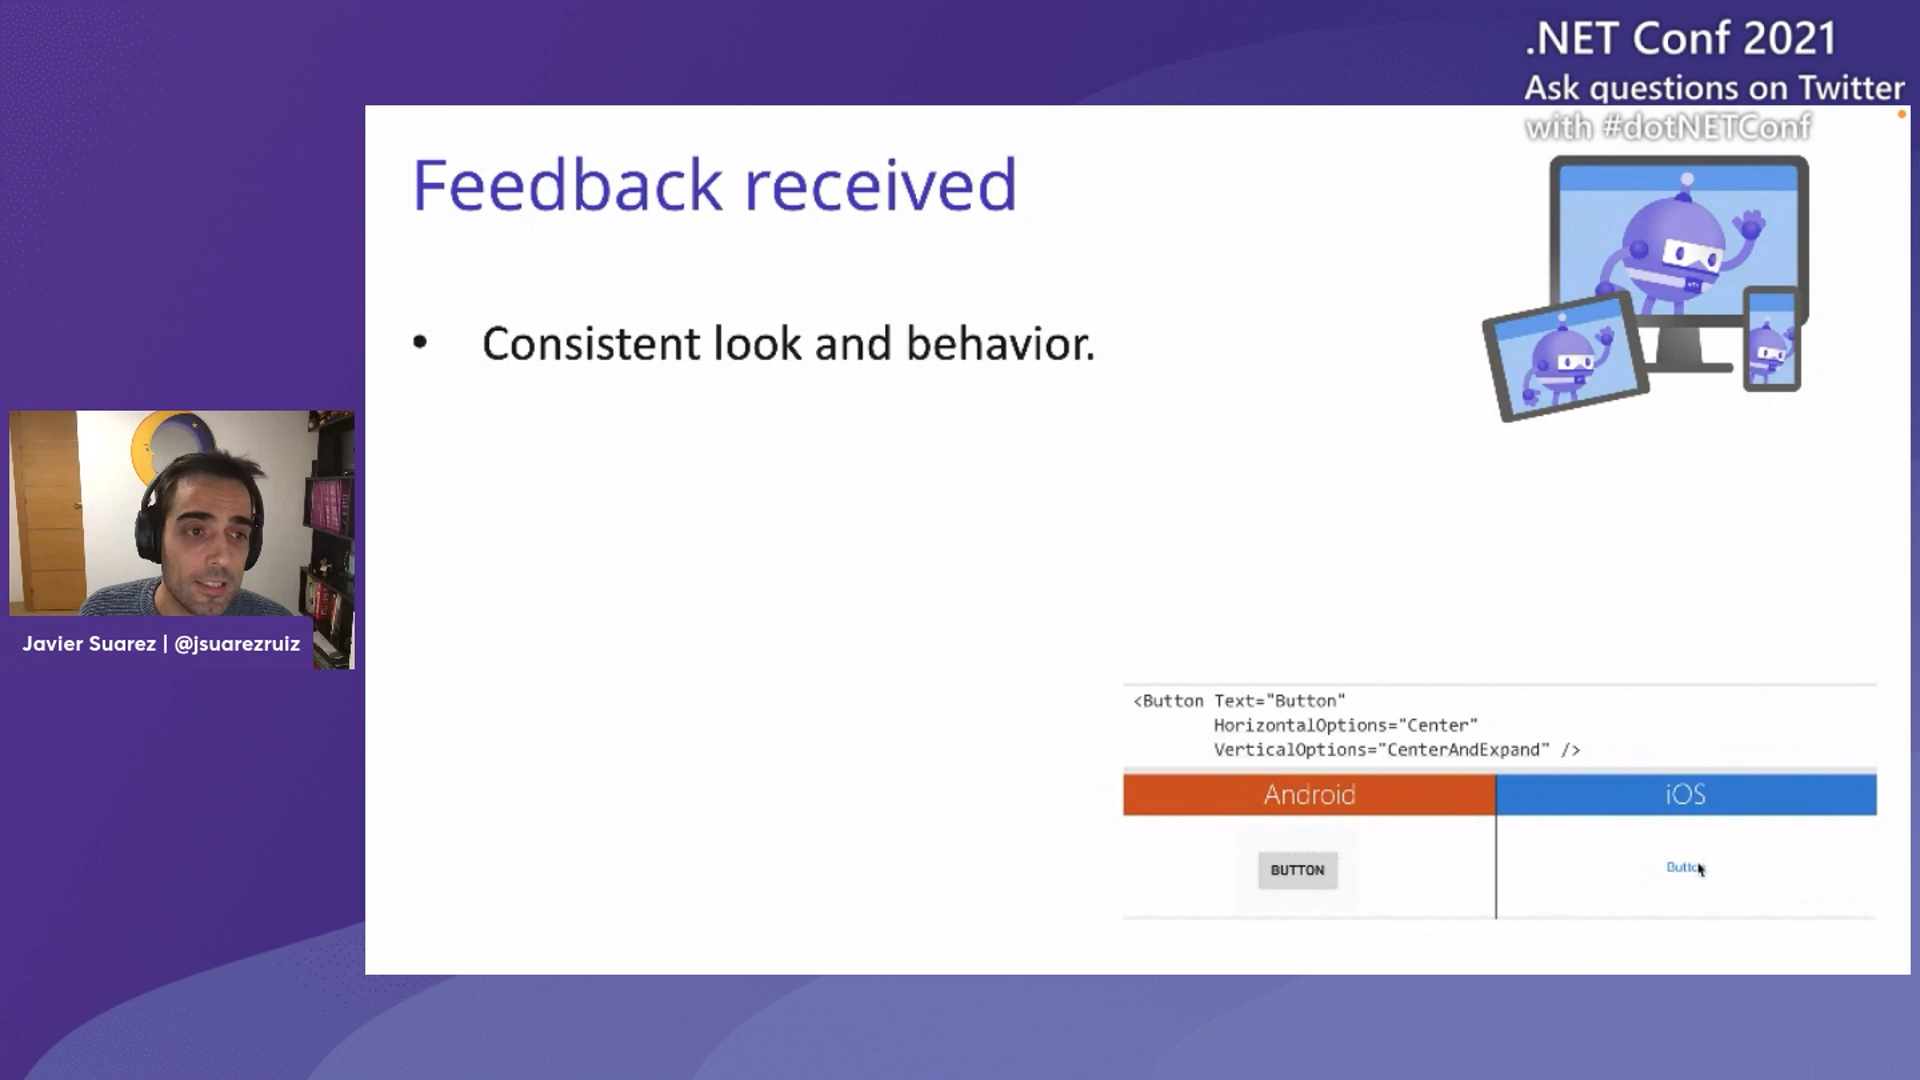 .NET Conf 2021
Ask questions on Twitter
with #dotNETConf
Feedback received
• Consistent look and behavior.
Javier Suarez | @jsuarezruiz
<Button Text="Button"
HorizontalOptions="Center"
VerticalOptions="CenterAndExpand" />
Android iOS
BUTTON